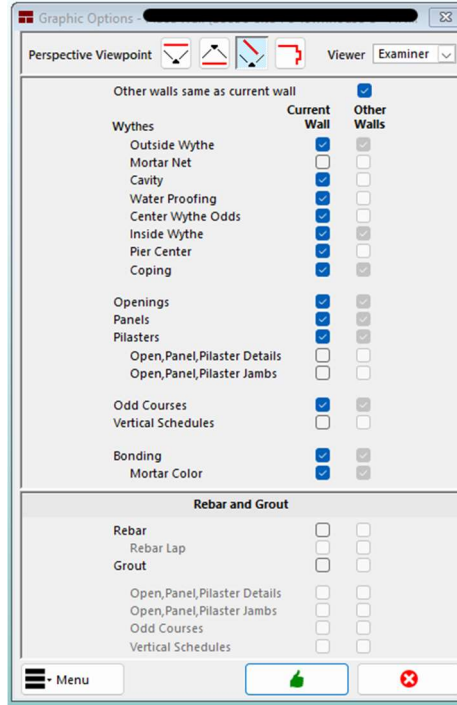 Graphic Options -
Perspective Viewpoint Viewer Examiner
Other walls same as current wall
Current Wall Other Walls
Wythes
Outside Wythe
Mortar Net
Cavity
Water Proofing
Center Wythe Odds
Inside Wythe
Pier Center
Coping
Openings
Panels
Pilasters
Open,Panel,Pilaster Details
Open,Panel,Pilaster Jambs
Odd Courses
Vertical Schedules
Bonding
Mortar Color
Rebar and Grout
Rebar
Rebar Lap
Grout
Open,Panel,Pilaster Details
Open,Panel,Pilaster Jambs
Odd Courses
Vertical Schedules
Menu